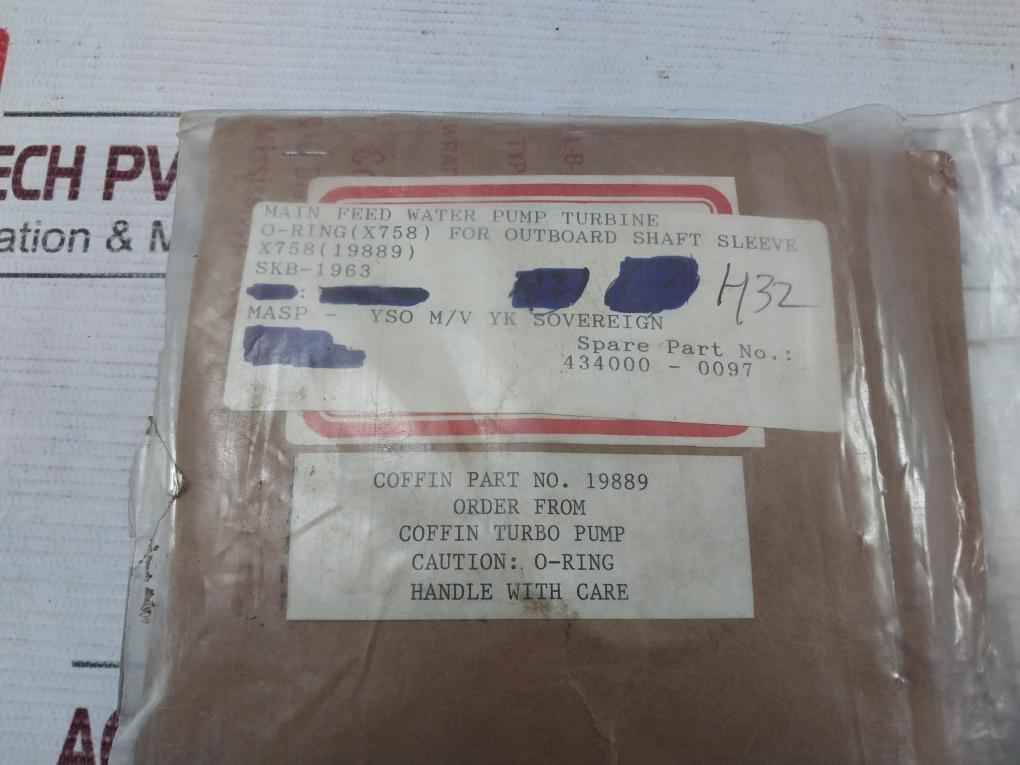 ECH PV
ation & M
MAIN FEED WATER PUMP TURBINE
O-RING(X758) FOR OUTBOARD SHAFT SLEEVE
X758(19889)
SKB-1963
:
H32
MASP - YSO M/V YK SOVEREIGN
Spare Part No.:
434000 - 0097
COFFIN PART NO. 19889
ORDER FROM
COFFIN TURBO PUMP
CAUTION: O-RING
HANDLE WITH CARE